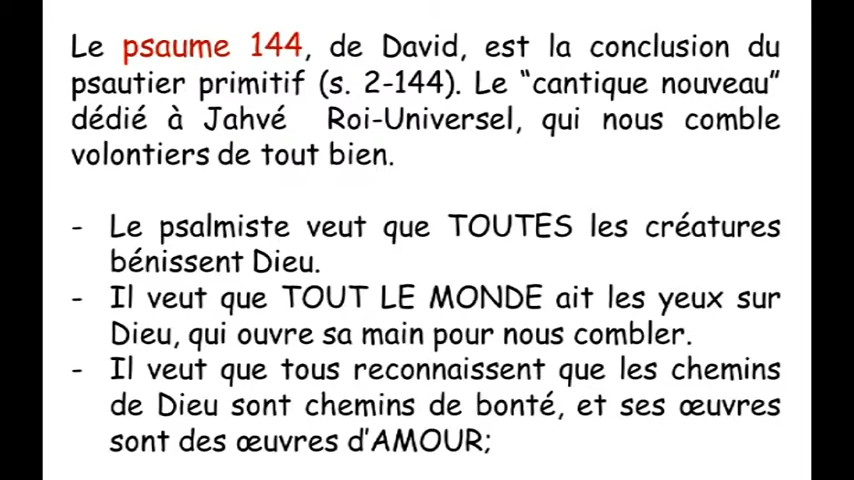 Le psaume 144, de David, est la conclusion du
psautier primitif (s. 2-144). Le “cantique nouveau”
dédié à Jahvé Roi-Universel, qui nous comble
volontiers de tout bien.
- Le psalmiste veut que TOUTES les créatures
bénissent Dieu.
- Il veut que TOUT LE MONDE ait les yeux sur
Dieu, qui ouvre sa main pour nous combler.
- Il veut que tous reconnaissent que les chemins
de Dieu sont chemins de bonté, et ses œuvres
sont des œuvres d’AMOUR;